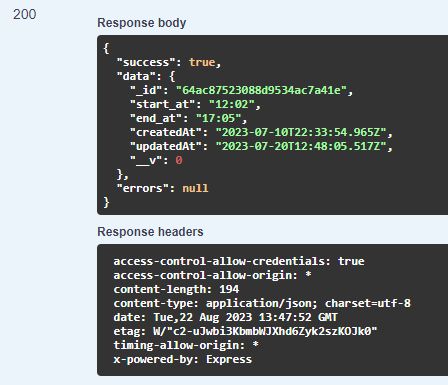 200
Response body
{
  "success": true,
  "data": {
    "_id": "64ac87523088d9534ac7a41e",
    "start_at": "12:02",
    "end_at": "17:05",
    "createdAt": "2023-07-10T22:33:54.965Z",
    "updatedAt": "2023-07-20T12:48:05.517Z",
    "__v": 0
  },
  "errors": null
}
Response headers
access-control-allow-credentials: true
access-control-allow-origin: *
content-length: 194
content-type: application/json; charset=utf-8
date: Tue,22 Aug 2023 13:47:52 GMT
etag: W/"c2-uJwbi3KbmbWJXhd6Zyk2szKOJk0"
timing-allow-origin: *
x-powered-by: Express